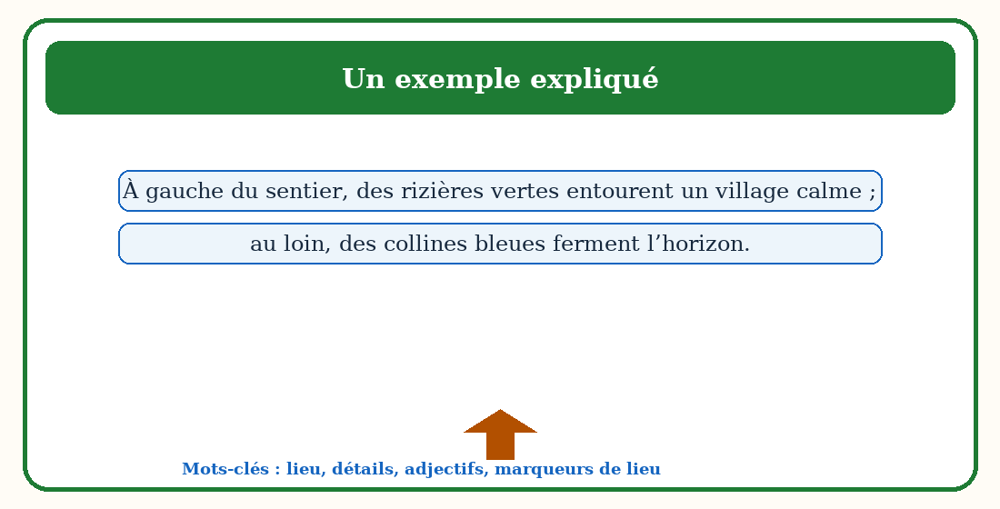 Un exemple expliqué
À gauche du sentier, des rizières vertes entourent un village calme ;
au loin, des collines bleues ferment l’horizon.
Mots-clés : lieu, détails, adjectifs, marqueurs de lieu